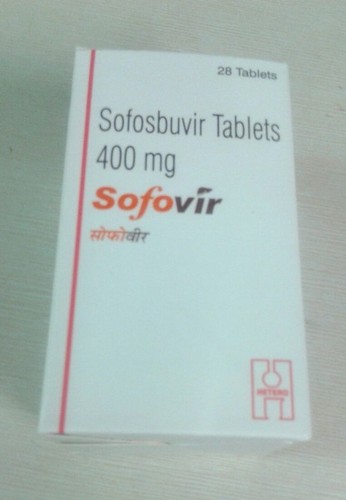 28 Tablets
Sofosbuvir Tablets
400 mg
Sofovir
सोफोवीर
HETERO